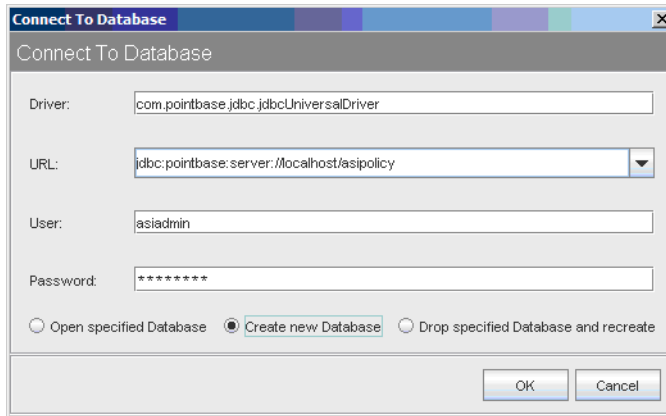 Connect To Database
Connect To Database
Driver: com.pointbase.jdbc.jdbcUniversalDriver
URL: jdbc:pointbase:server://localhost/asipolicy
User: asiadmin
Password: ********
Open specified Database Create new Database Drop specified Database and recreate
OK Cancel